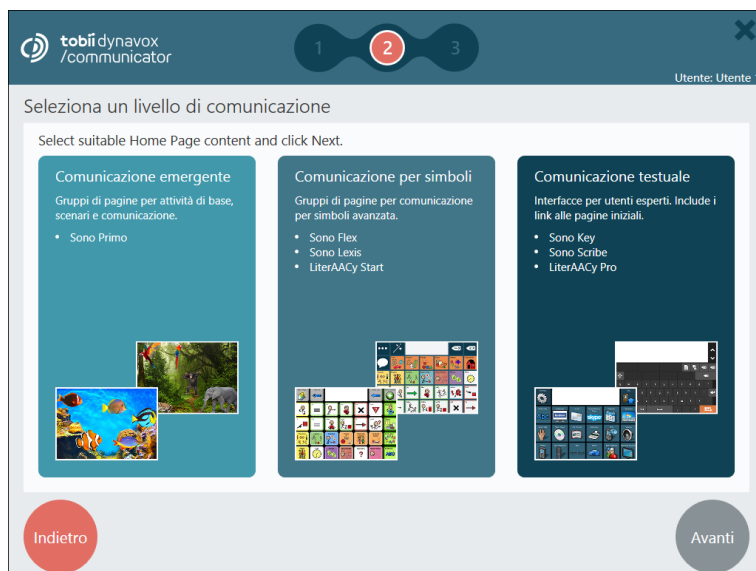 tobii dynavox
/communicator
1
2
3
Utente: Utente 1
Seleziona un livello di comunicazione
Select suitable Home Page content and click Next.
Comunicazione emergente
Gruppi di pagine per attività di base,
scenari e comunicazione.
• Sono Primo
Comunicazione per simboli
Gruppi di pagine per comunicazione
per simboli avanzata.
• Sono Flex
• Sono Lexis
• LiterAACy Start
Comunicazione testuale
Interfacce per utenti esperti. Include i
link alle pagine iniziali.
• Sono Key
• Sono Scribe
• LiterAACy Pro
Indietro
Avanti